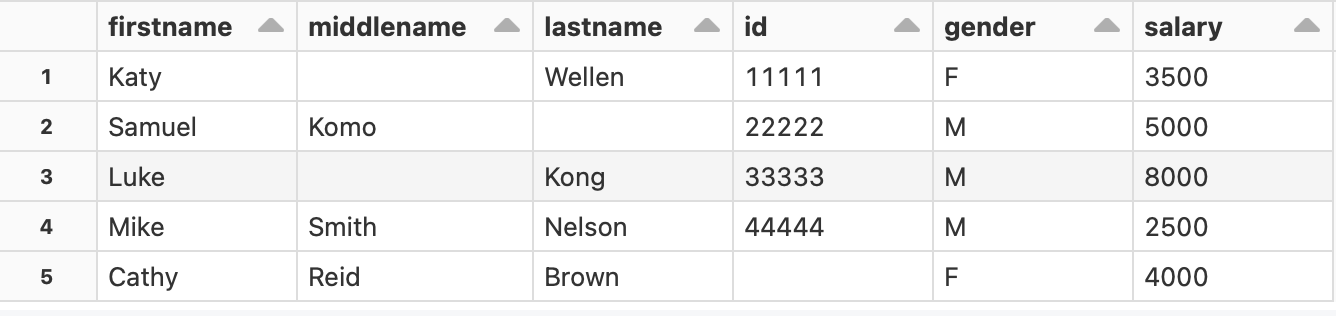 firstname middlename lastname id gender salary
1 Katy Wellen 11111 F 3500
2 Samuel Komo 22222 M 5000
3 Luke Kong 33333 M 8000
4 Mike Smith Nelson 44444 M 2500
5 Cathy Reid Brown F 4000